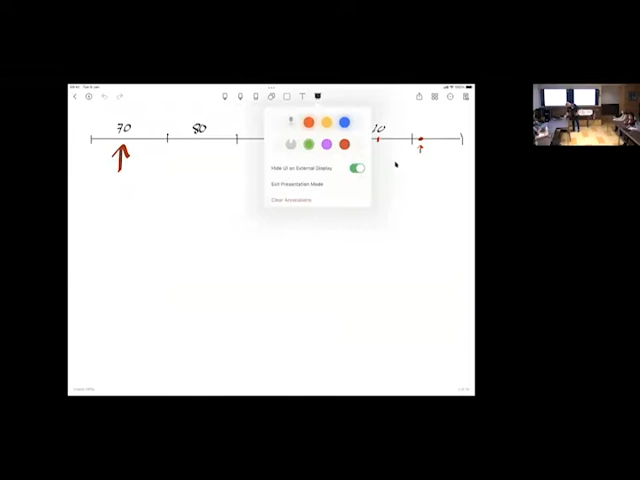 70 80 10
Hide UI on External Display
Exit Presentation Mode
Clear Annotations